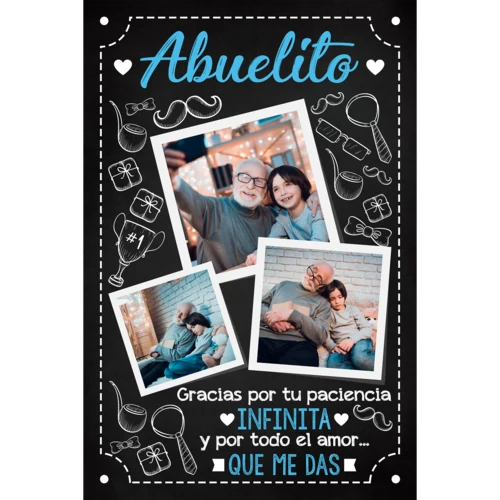 Abuelito
#1
Gracias por tu paciencia
INFINITA
y por todo el amor...
QUE ME DAS